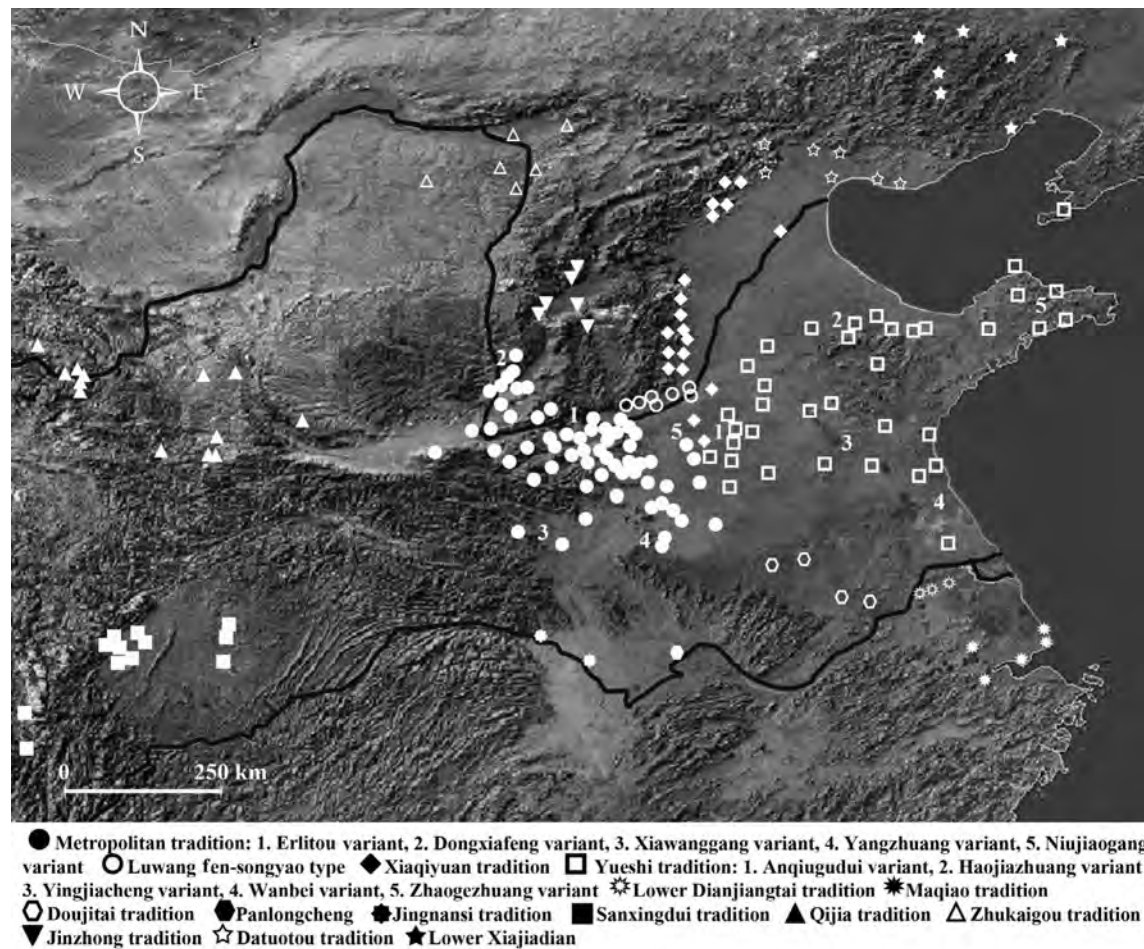 N
W E
S
2
5
2
1
5
1
3
3
4
4
0 250 km
Metropolitan tradition: 1. Erlitou variant, 2. Dongxiafeng variant, 3. Xiawanggang variant, 4. Yangzhuang variant, 5. Niujiaogang
variant Luwang fen-songyao type Xiaqiyuan tradition Yueshi tradition: 1. Anqiugudui variant, 2. Haojiazhuang variant
3. Yingjiacheng variant, 4. Wanbei variant, 5. Zhaogezhuang variant Lower Dianjiangtai tradition Maqiao tradition
Doujitai tradition Panlongcheng Jingnansi tradition Sanxingdui tradition Qijia tradition Zhukaigou tradition
Jinzhong tradition Datuotou tradition Lower Xiajiadian